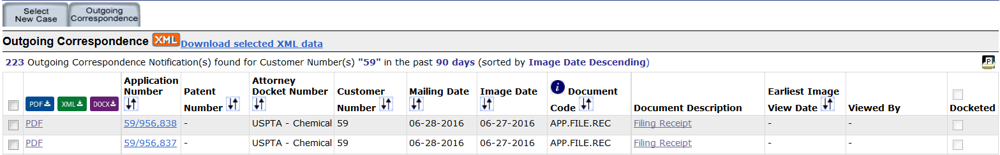 Select
New Case
Outgoing
Correspondence
Outgoing Correspondence XML Download selected XML data
223 Outgoing Correspondence Notification(s) found for Customer Number(s) "59" in the past 90 days (sorted by Image Date Descending)
P
PDF XML DOCX
Application
Number
Patent
Number
Attorney
Docket Number
Customer
Number
Mailing Date
Image Date
i Document
Code
Document Description
Earliest Image
View Date
Viewed By
Docketed
PDF 59/956,838 - USPTA - Chemical 59 06-28-2016 06-27-2016 APP.FILE.REC Filing Receipt - -
PDF 59/956,837 - USPTA - Chemical 59 06-28-2016 06-27-2016 APP.FILE.REC Filing Receipt - -